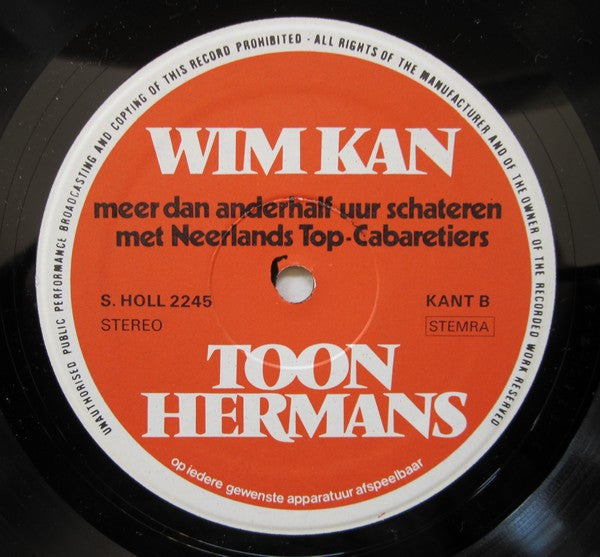 UNAUTHORISED PUBLIC PERFORMANCE BROADCASTING AND COPYING OF THIS RECORD PROHIBITED · ALL RIGHTS OF THE MANUFACTURER AND OF THE OWNER OF THE RECORDED WORK RESERVED
WIM KAN
meer dan anderhalf uur schateren
met Neerlands Top-Cabaretiers
S. HOLL 2245
KANT B
STEREO
STEMRA
TOON
HERMANS
op iedere gewenste apparatuur afspeelbaar